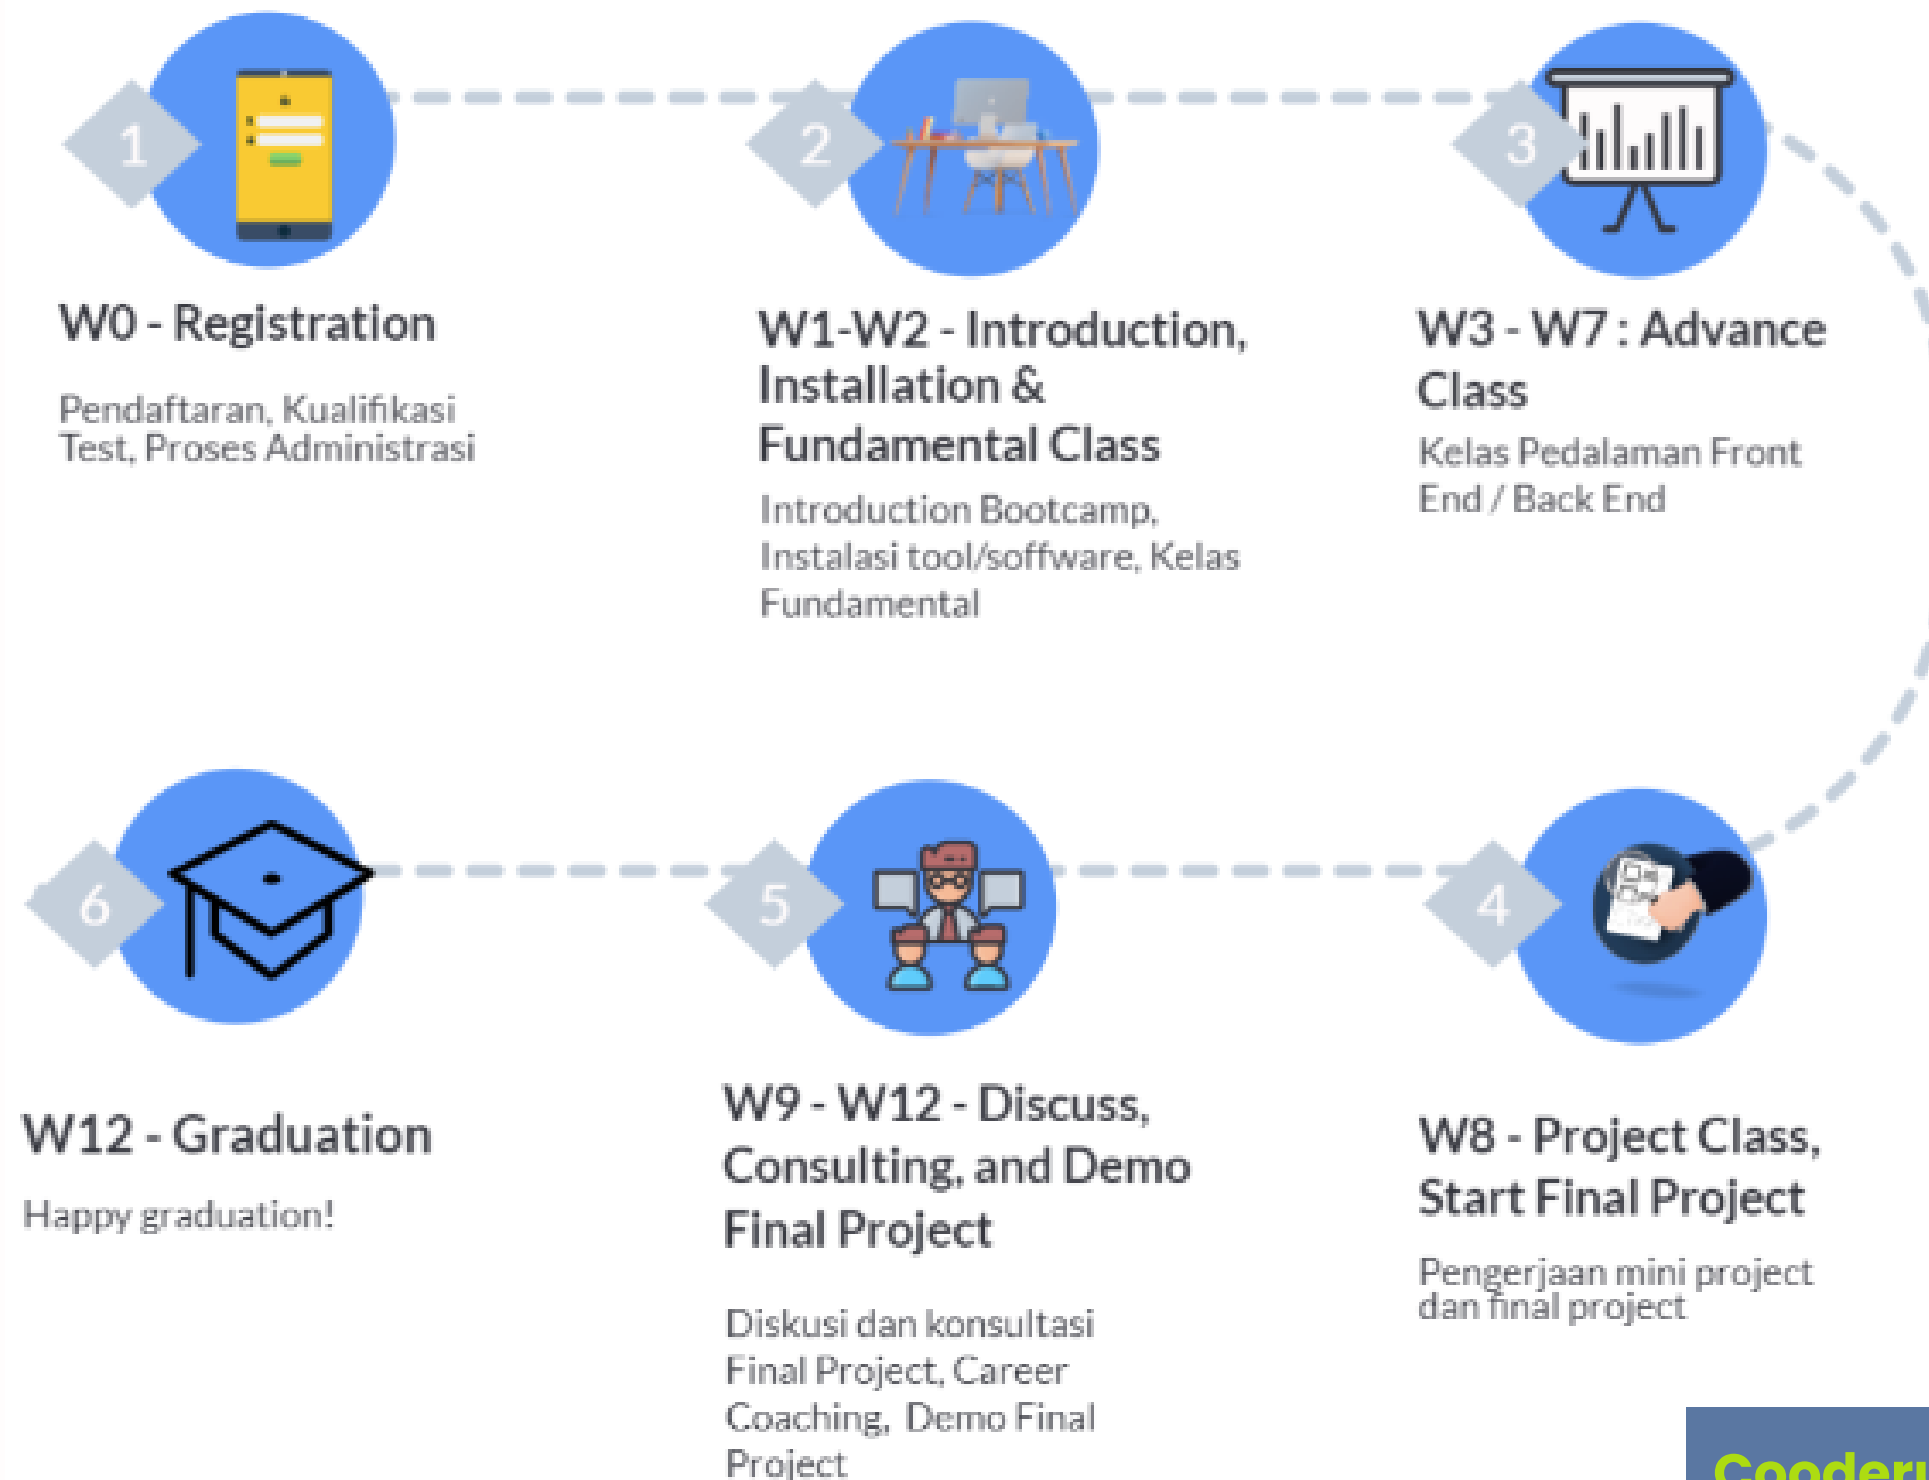 1
W0 - Registration
Pendaftaran, Kualifikasi
Test, Proses Administrasi
2
W1-W2 - Introduction,
Installation &
Fundamental Class
Introduction Bootcamp,
Instalasi tool/soffware, Kelas
Fundamental
3
W3 - W7 : Advance
Class
Kelas Pedalaman Front
End / Back End
4
W8 - Project Class,
Start Final Project
Pengerjaan mini project
dan final project
5
W9 - W12 - Discuss,
Consulting, and Demo
Final Project
Diskusi dan konsultasi
Final Project, Career
Coaching, Demo Final
Project
6
W12 - Graduation
Happy graduation!